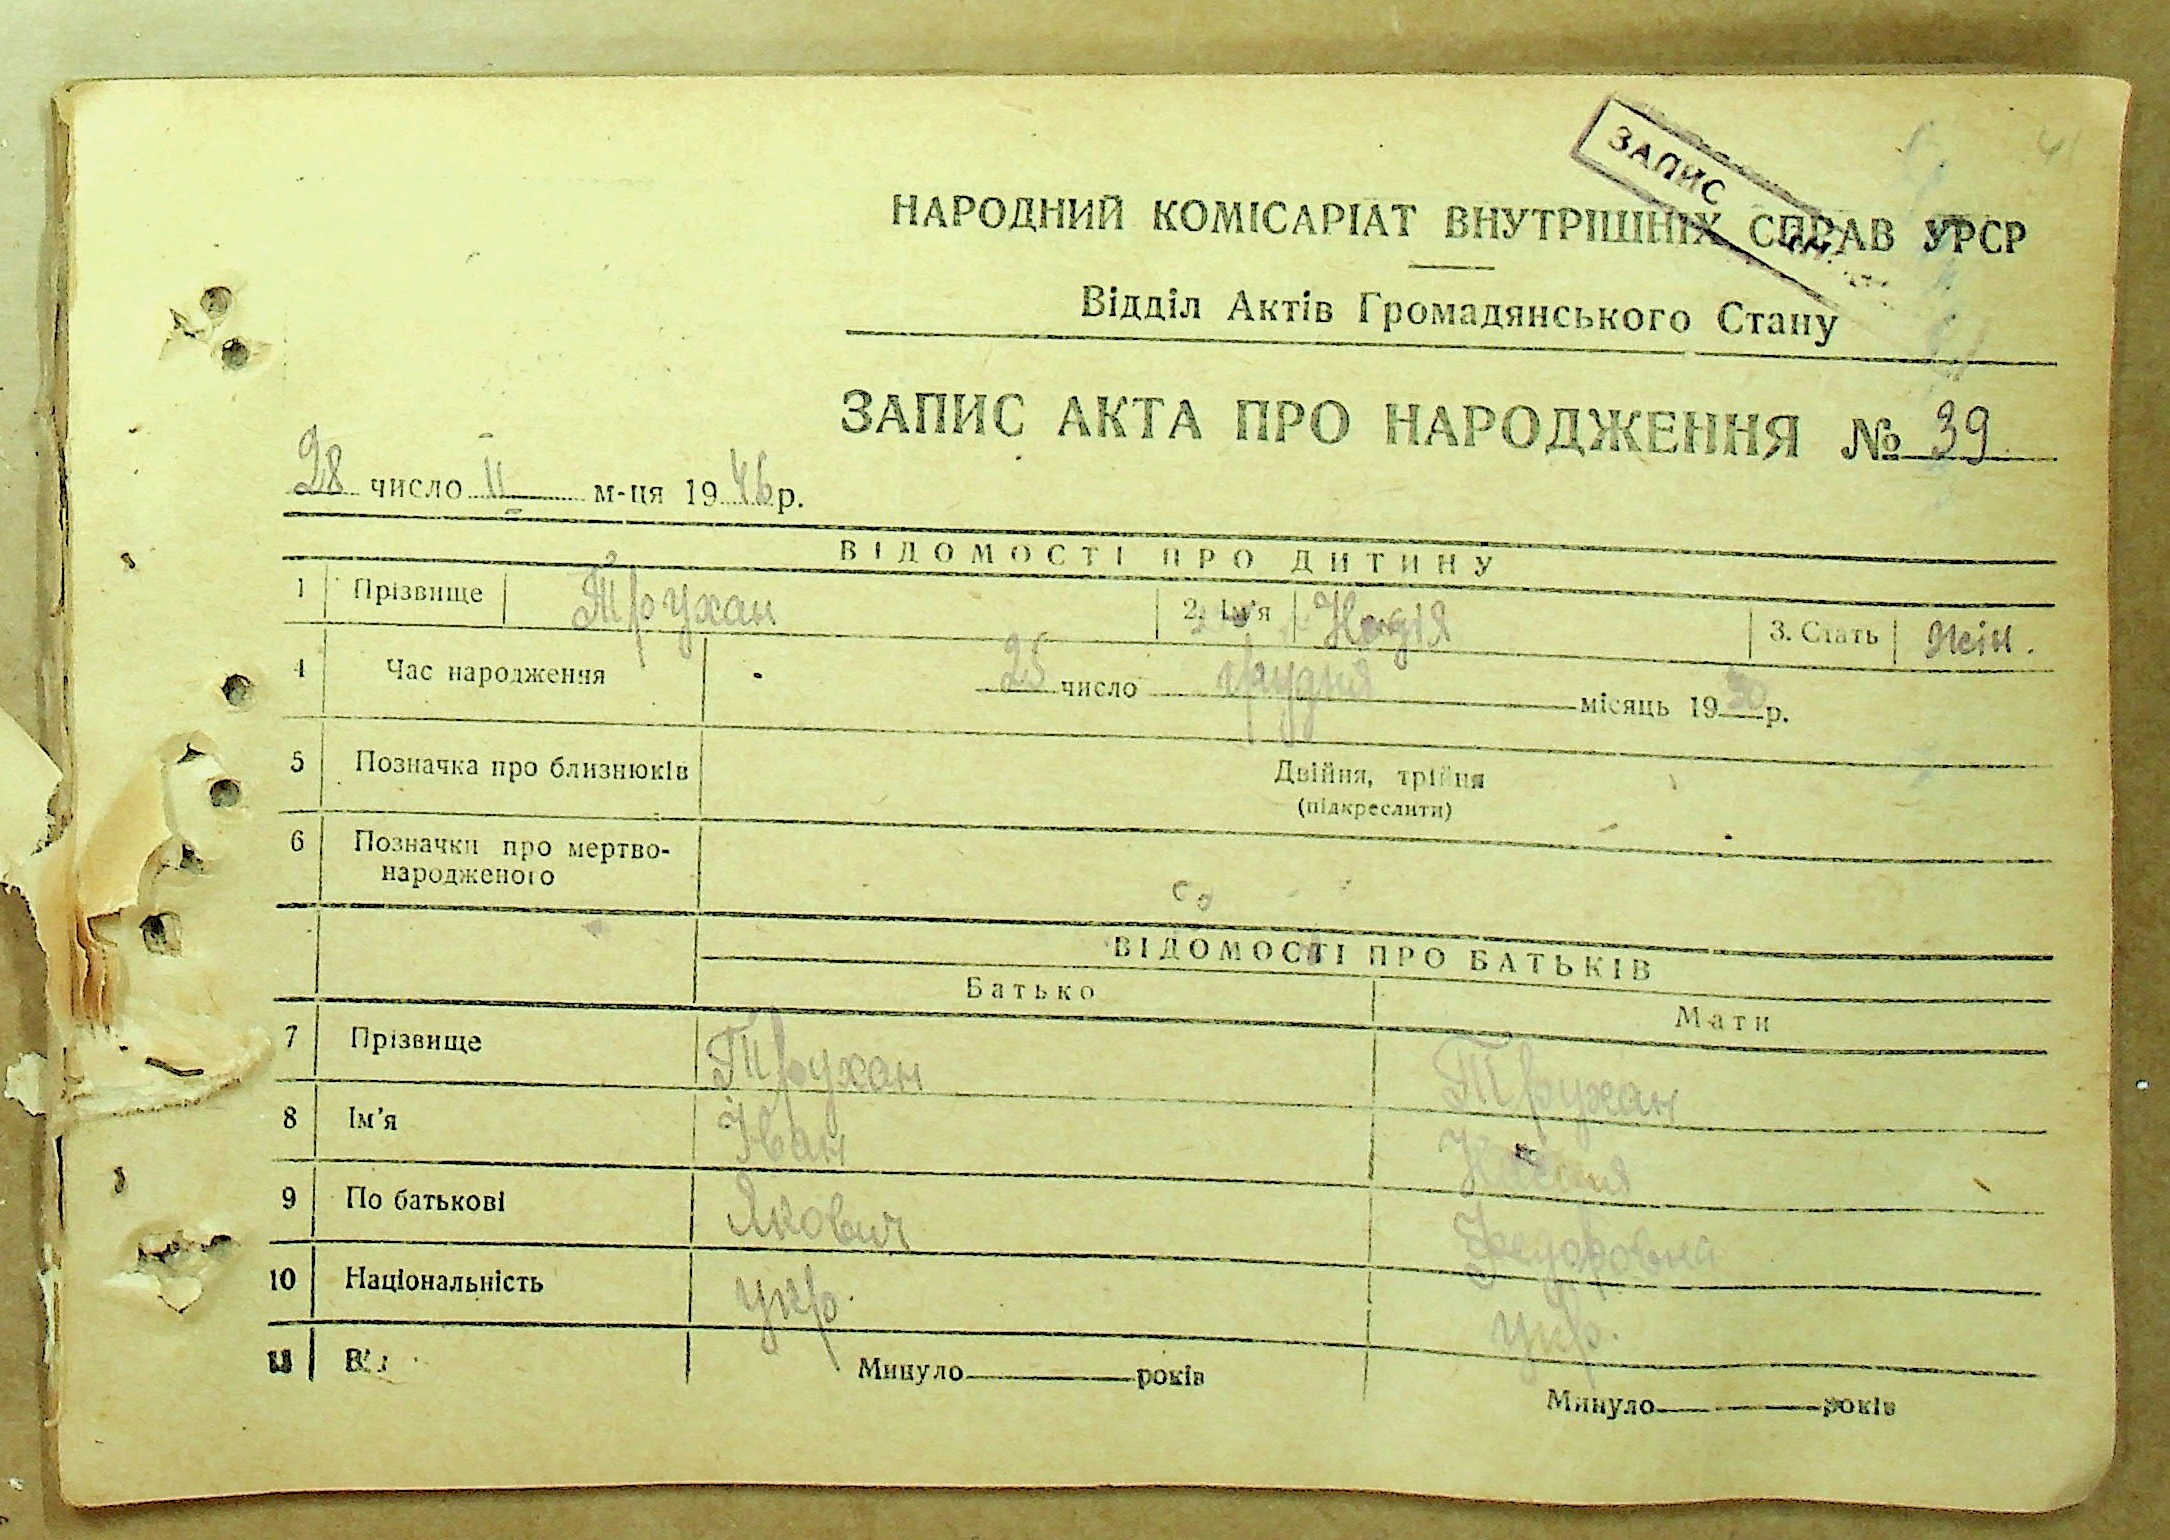 41
ЗАПИС
НАРОДНИЙ КОМІСАРІАТ ВНУТРІШНІХ СПРАВ УРСР
Відділ Актів Громадянського Стану
ЗАПИС АКТА ПРО НАРОДЖЕННЯ № 39
28 число II м-ця 1946 р.
ВІДОМОСТІ ПРО ДИТИНУ
1 Прізвище Трухан 2. Ім'я Надія 3. Стать жін.
4 Час народження 25 число грудня місяць 1930 р.
5 Позначка про близнюків Двійня, трійня
(підкреслити)
6 Позначки про мертво-
народженого
ВІДОМОСТІ ПРО БАТЬКІВ
Батько Мати
7 Прізвище Трухан Трухан
8 Ім'я Іван
9 По батькові Якович Федоровна
10 Національність укр. укр.
11 Вік Минуло років Минуло років